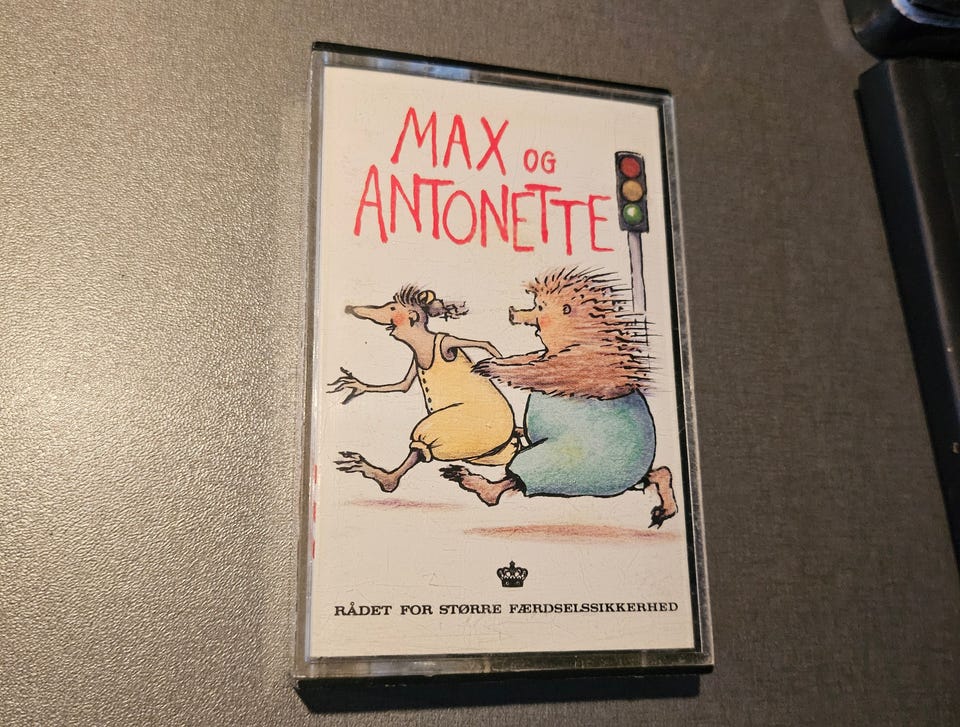 MAX OG
ANTONETTE
RÅDET FOR STØRRE FÆRDSELSSIKKERHED